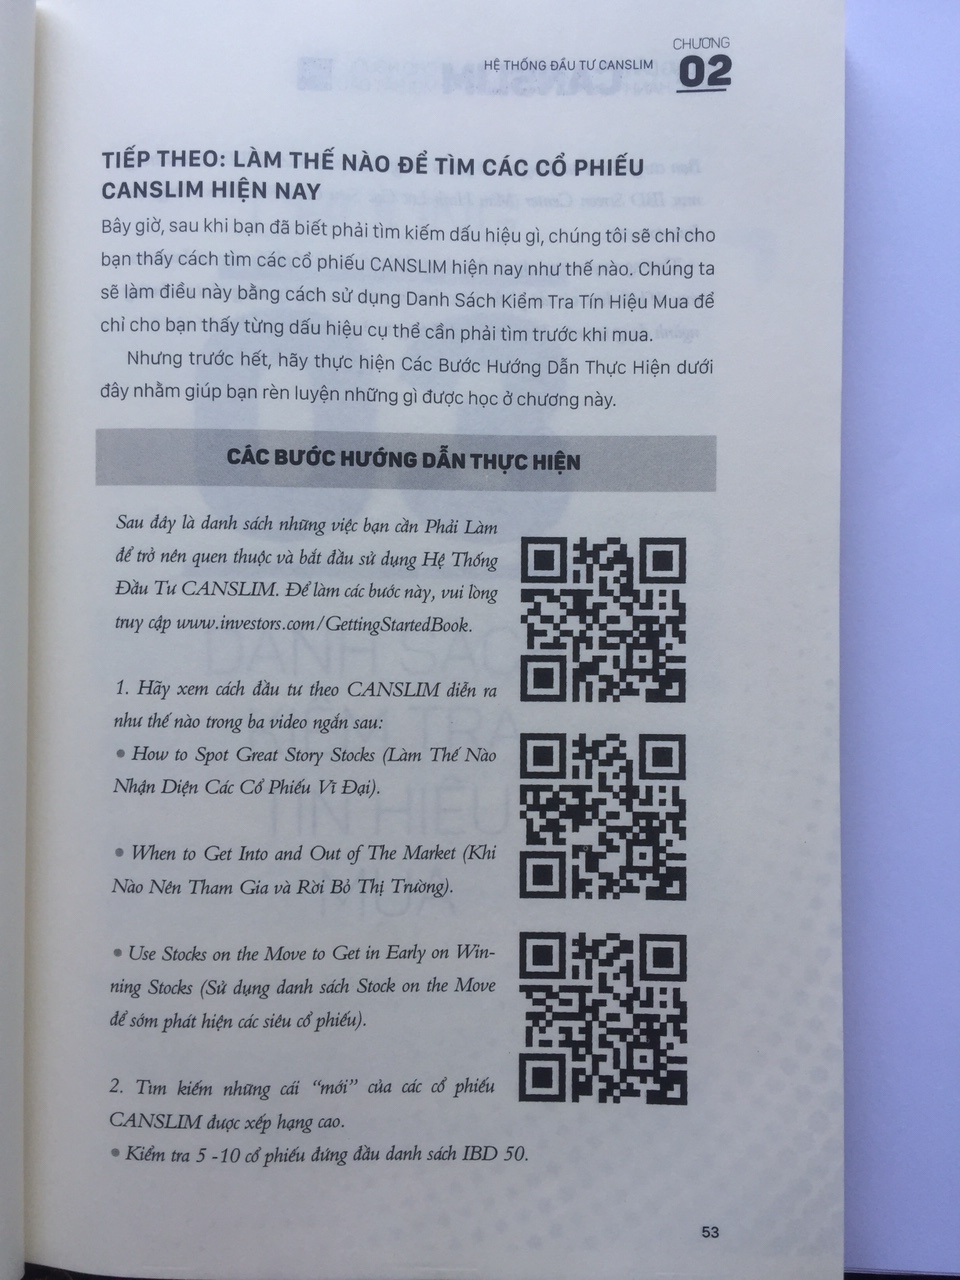 CHƯƠNG
HỆ THỐNG ĐẦU TƯ CANSLIM 02
TIẾP THEO: LÀM THẾ NÀO ĐỂ TÌM CÁC CỔ PHIẾU
CANSLIM HIỆN NAY
Bây giờ, sau khi bạn đã biết phải tìm kiếm dấu hiệu gì, chúng tôi sẽ chỉ cho
bạn thấy cách tìm các cổ phiếu CANSLIM hiện nay như thế nào. Chúng ta
sẽ làm điều này bằng cách sử dụng Danh Sách Kiểm Tra Tín Hiệu Mua để
chỉ cho bạn thấy từng dấu hiệu cụ thể cần phải tìm trước khi mua.
Nhưng trước hết, hãy thực hiện Các Bước Hướng Dẫn Thực Hiện dưới
đây nhằm giúp bạn rèn luyện những gì được học ở chương này.
CÁC BƯỚC HƯỚNG DẪN THỰC HIỆN
Sau đây là danh sách những việc bạn cần Phải Làm
để trở nên quen thuộc và bắt đầu sử dụng Hệ Thống
Đầu Tư CANSLIM. Để làm các bước này, vui lòng
truy cập www.investors.com/GettingStartedBook.
1. Hãy xem cách đầu tư theo CANSLIM diễn ra
như thế nào trong ba video ngắn sau:
• How to Spot Great Story Stocks (Làm Thế Nào
Nhận Diện Các Cổ Phiếu Vĩ Đại).
• When to Get Into and Out of The Market (Khi
Nào Nên Tham Gia và Rời Bỏ Thị Trường).
• Use Stocks on the Move to Get in Early on Win-
ning Stocks (Sử dụng danh sách Stock on the Move
để sớm phát hiện các siêu cổ phiếu).
2. Tìm kiếm những cái “mới” của các cổ phiếu
CANSLIM được xếp hạng cao.
• Kiểm tra 5 -10 cổ phiếu đứng đầu danh sách IBD 50.
53